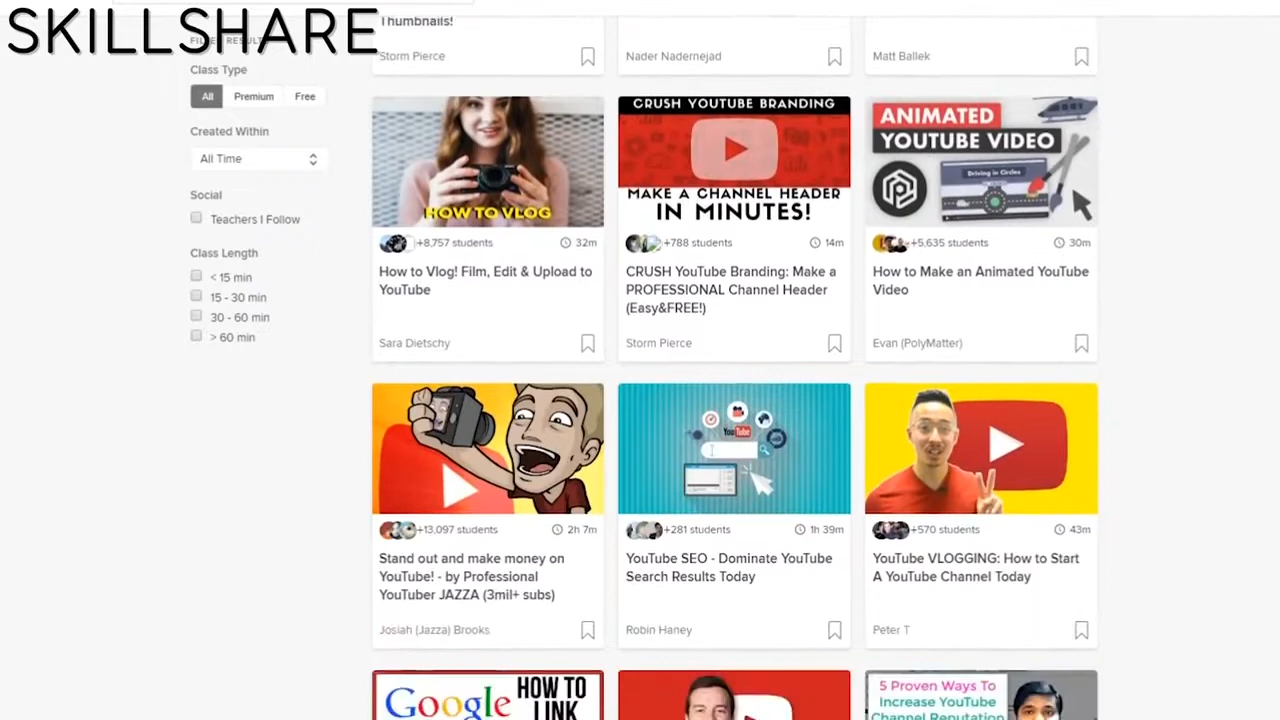 SKILLSHARE
Thumbnails!
Storm Pierce
Nader Nadernejad
Matt Ballek
Class Type
All
Premium
Free
Created Within
All Time
Social
Teachers I Follow
Class Length
< 15 min
15 - 30 min
30 - 60 min
> 60 min
HOW TO VLOG
+8,757 students
32m
How to Vlog! Film, Edit & Upload to
YouTube
Sara Dietschy
CRUSH YOUTUBE BRANDING
MAKE A CHANNEL HEADER
IN MINUTES!
+788 students
14m
CRUSH YouTube Branding: Make a
PROFESSIONAL Channel Header
(Easy&FREE!)
Storm Pierce
ANIMATED
YOUTUBE VIDEO
Driving in Circles
+5,635 students
30m
How to Make an Animated YouTube
Video
Evan (PolyMatter)
+13,097 students
2h 7m
Stand out and make money on
YouTube! - by Professional
YouTuber JAZZA (3mil+ subs)
Josiah (Jazza) Brooks
YouTube
+281 students
1h 39m
YouTube SEO - Dominate YouTube
Search Results Today
Robin Haney
+570 students
43m
YouTube VLOGGING: How to Start
A YouTube Channel Today
Peter T
Google
HOW TO
LINK
5 Proven Ways To
Increase YouTube
Channel Reputation